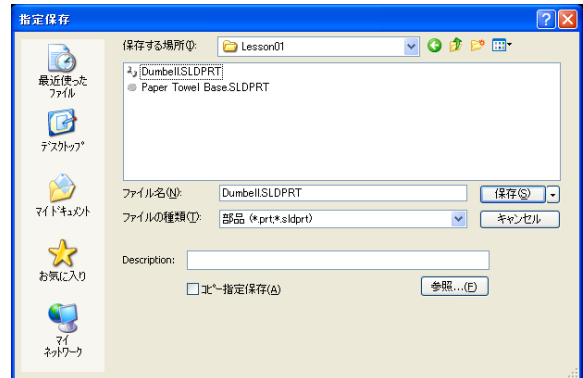 指定保存
保存する場所(I):
Lesson01
最近使った
ファイル
デスクトップ
マイ ドキュメント
お気に入り
マイ
ネットワーク
Dumbell.SLDPRT
Paper Towel Base.SLDPRT
ファイル名(N):
Dumbell.SLDPRT
保存(S)
ファイルの種類(T):
部品 (*.prt;*.sldprt)
キャンセル
Description:
コピー指定保存(A)
参照...(F)